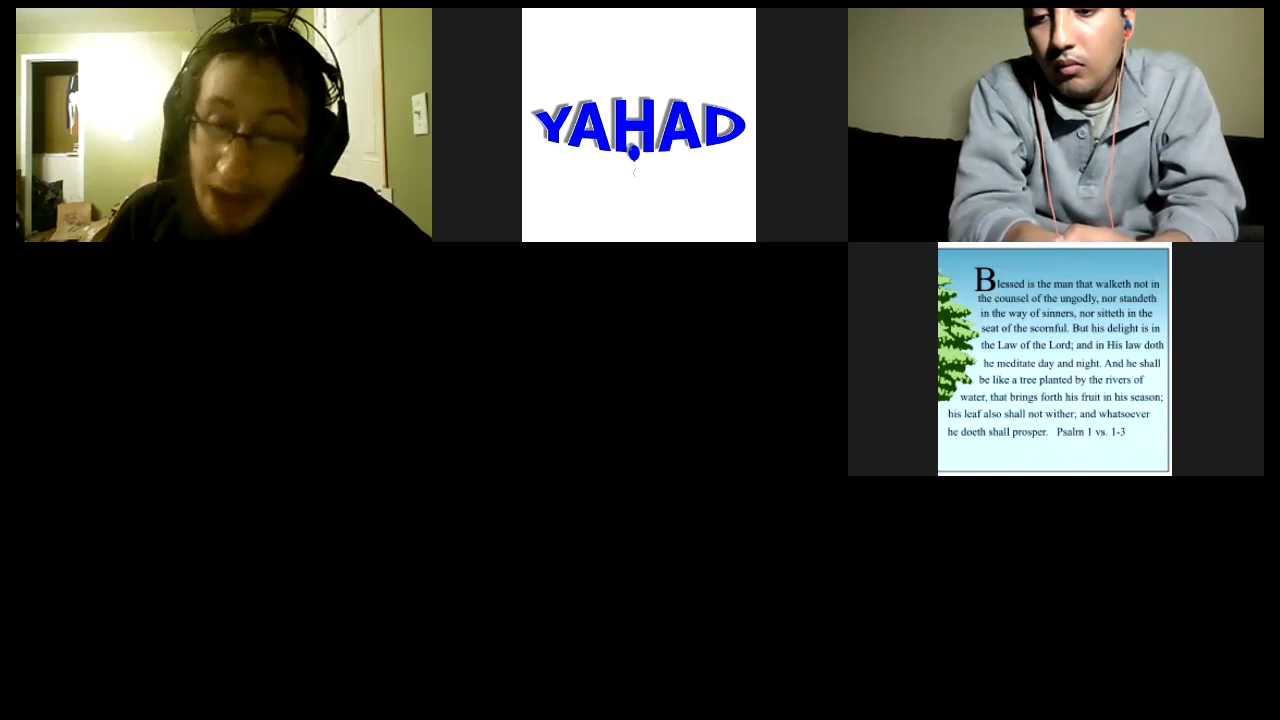 YAHAD
Blessed is the man that walketh not in
the counsel of the ungodly, nor standeth
in the way of sinners, nor sitteth in the
seat of the scornful. But his delight is in
the Law of the Lord; and in His law doth
he meditate day and night. And he shall
be like a tree planted by the rivers of
water, that brings forth his fruit in his season;
his leaf also shall not wither; and whatsoever
he doeth shall prosper. Psalm 1 vs. 1-3